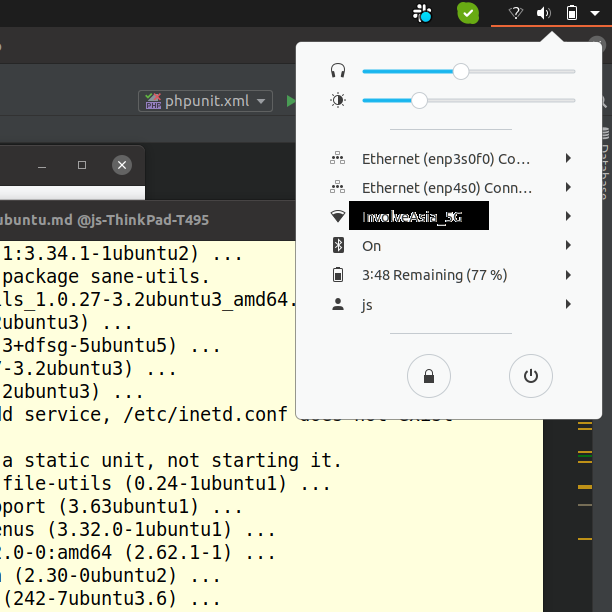 phpunit.xml
PHP
ubuntu.md @js-ThinkPad-T495
1:3.34.1-1ubuntu2) ...
package sane-utils.
ls_1.0.27-3.2ubuntu3_amd64.
2ubuntu3) ...
3+dfsg-5ubuntu5) ...
-3.2ubuntu3) ...
2ubuntu3) ...
d service, /etc/inetd.conf does not exist
a static unit, not starting it.
file-utils (0.24-1ubuntu1) ...
port (3.63ubuntu1) ...
enus (3.32.0-1ubuntu1) ...
2.0-0:amd64 (2.62.1-1) ...
(2.30-0ubuntu2) ...
(242-7ubuntu3.6) ...
Ethernet (enp3s0f0) Co...
Ethernet (enp4s0) Conn...
InvolveAsia_5G
On
3:48 Remaining (77 %)
js
Database